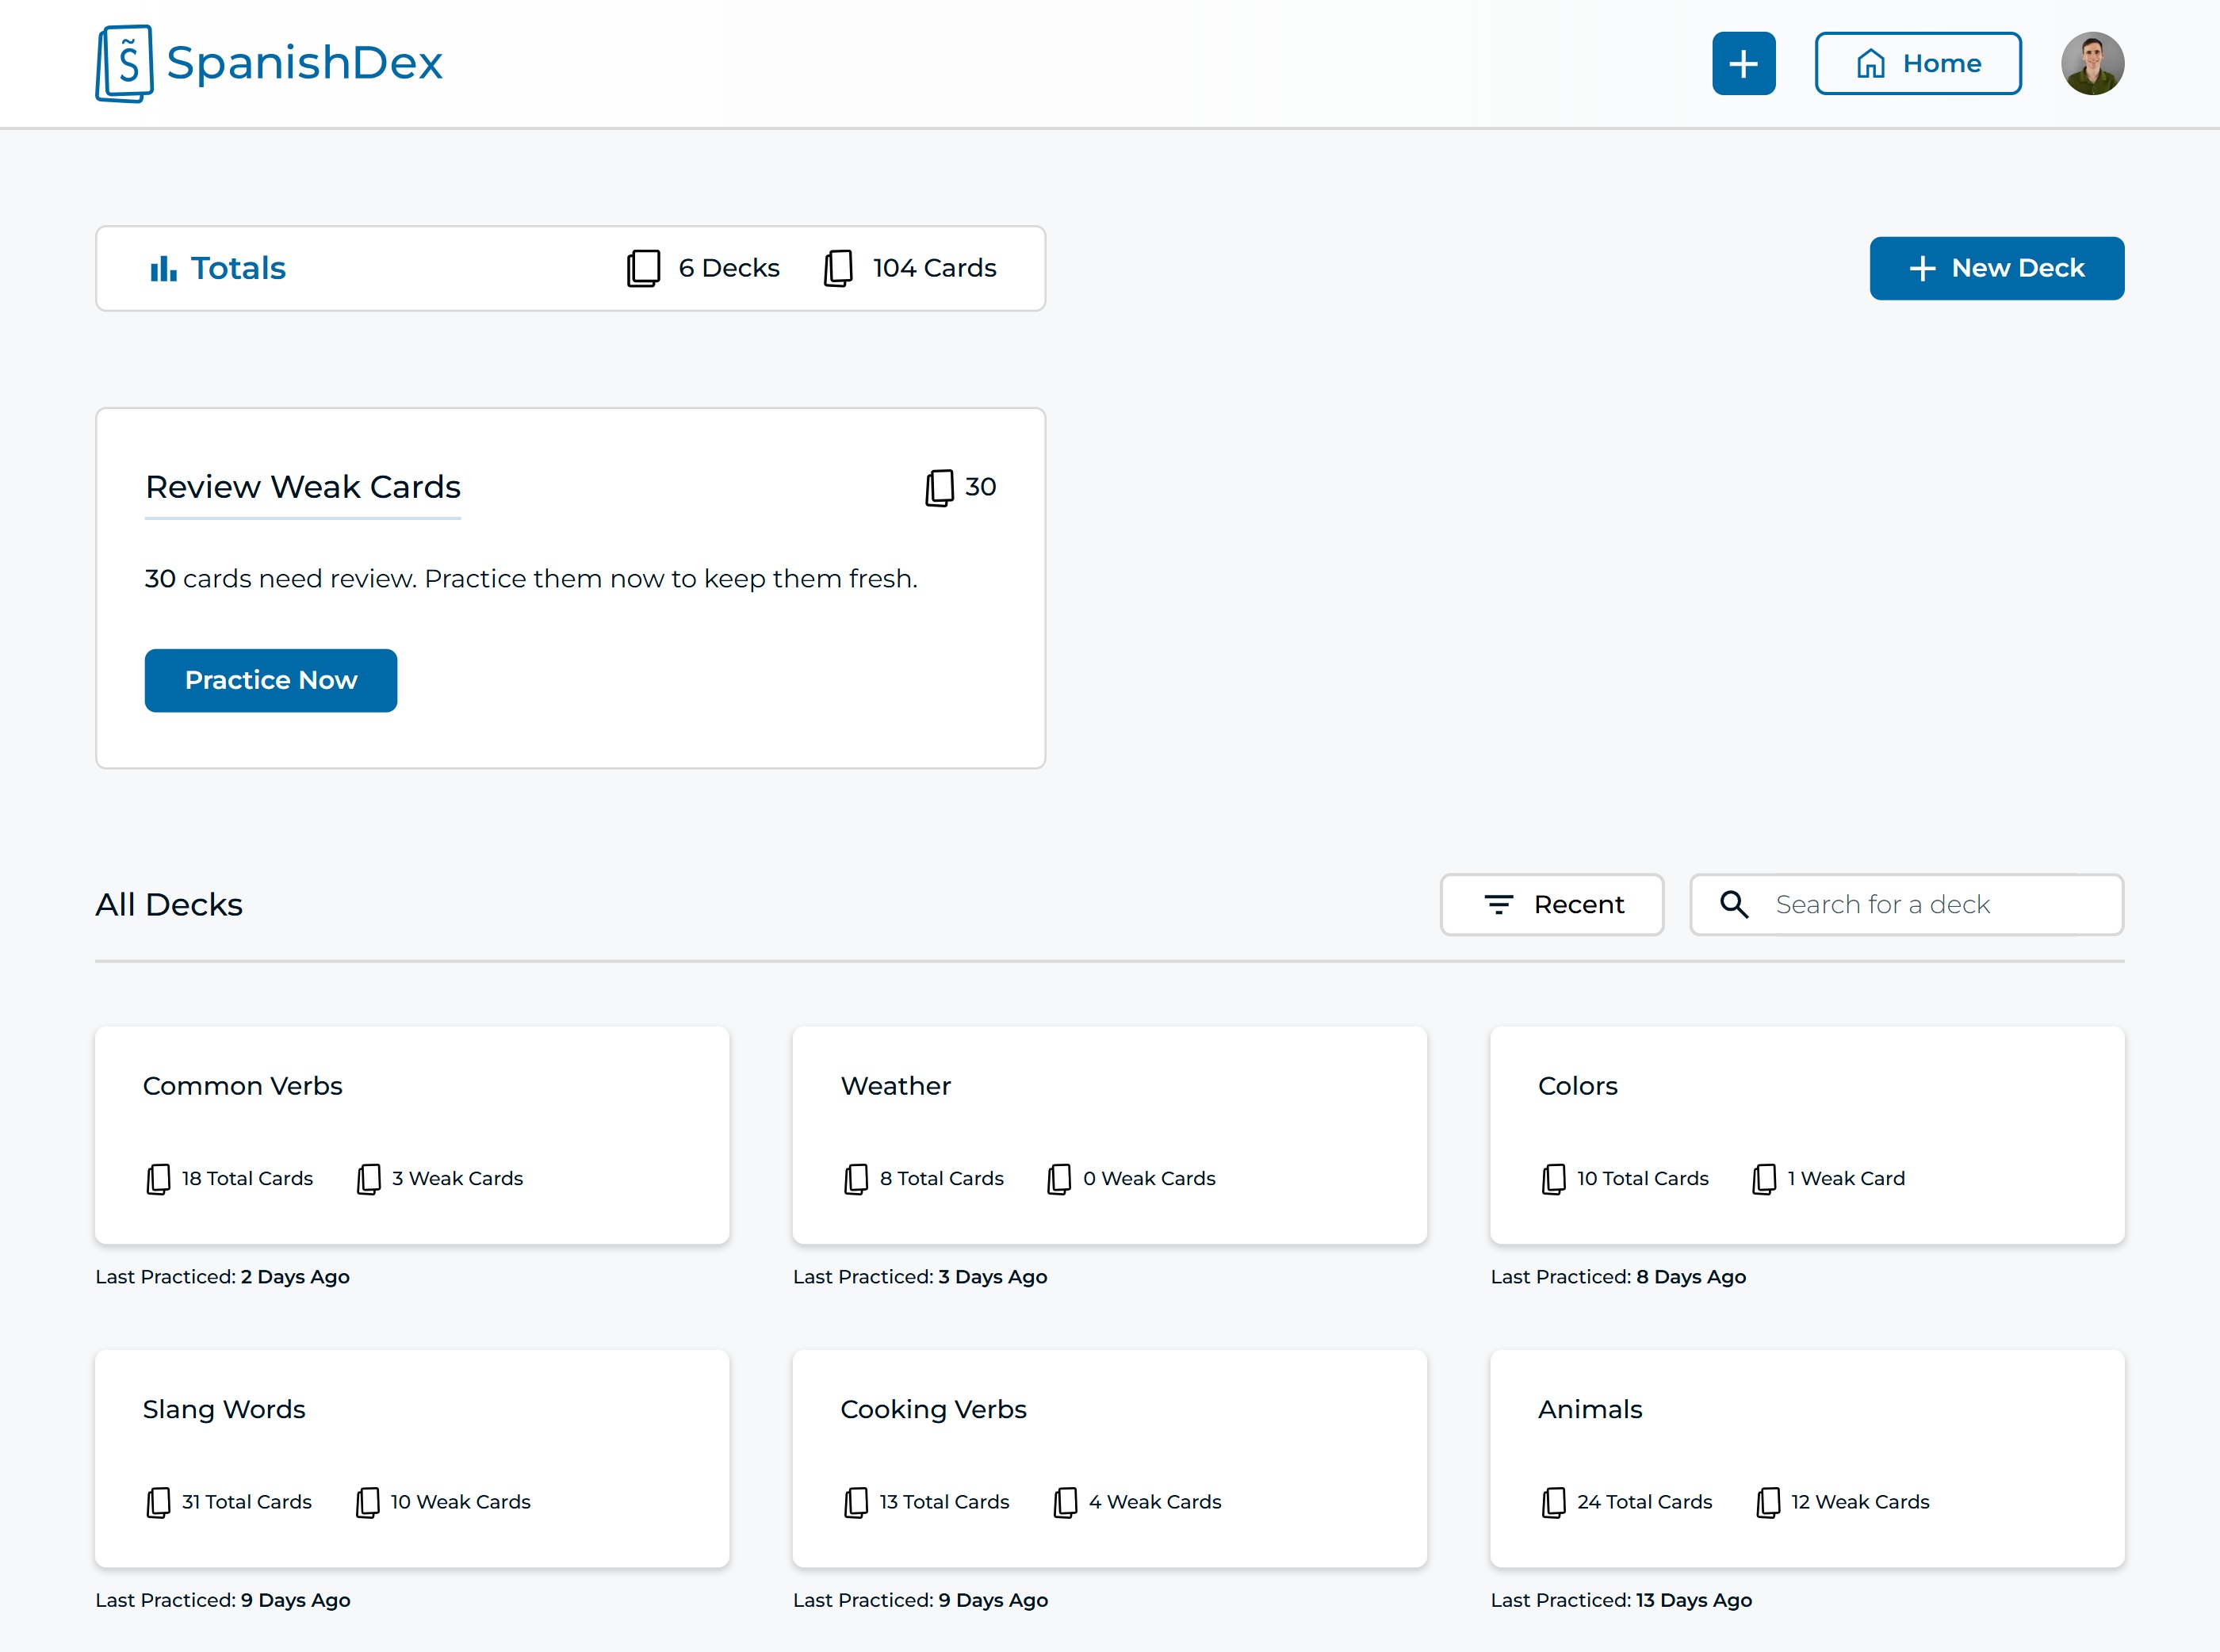 S̃ SpanishDex
Home
Totals 6 Decks 104 Cards
New Deck
Review Weak Cards 30
30 cards need review. Practice them now to keep them fresh.
Practice Now
All Decks Recent Search for a deck
Common Verbs
18 Total Cards 3 Weak Cards
Last Practiced: 2 Days Ago
Weather
8 Total Cards 0 Weak Cards
Last Practiced: 3 Days Ago
Colors
10 Total Cards 1 Weak Card
Last Practiced: 8 Days Ago
Slang Words
31 Total Cards 10 Weak Cards
Last Practiced: 9 Days Ago
Cooking Verbs
13 Total Cards 4 Weak Cards
Last Practiced: 9 Days Ago
Animals
24 Total Cards 12 Weak Cards
Last Practiced: 13 Days Ago